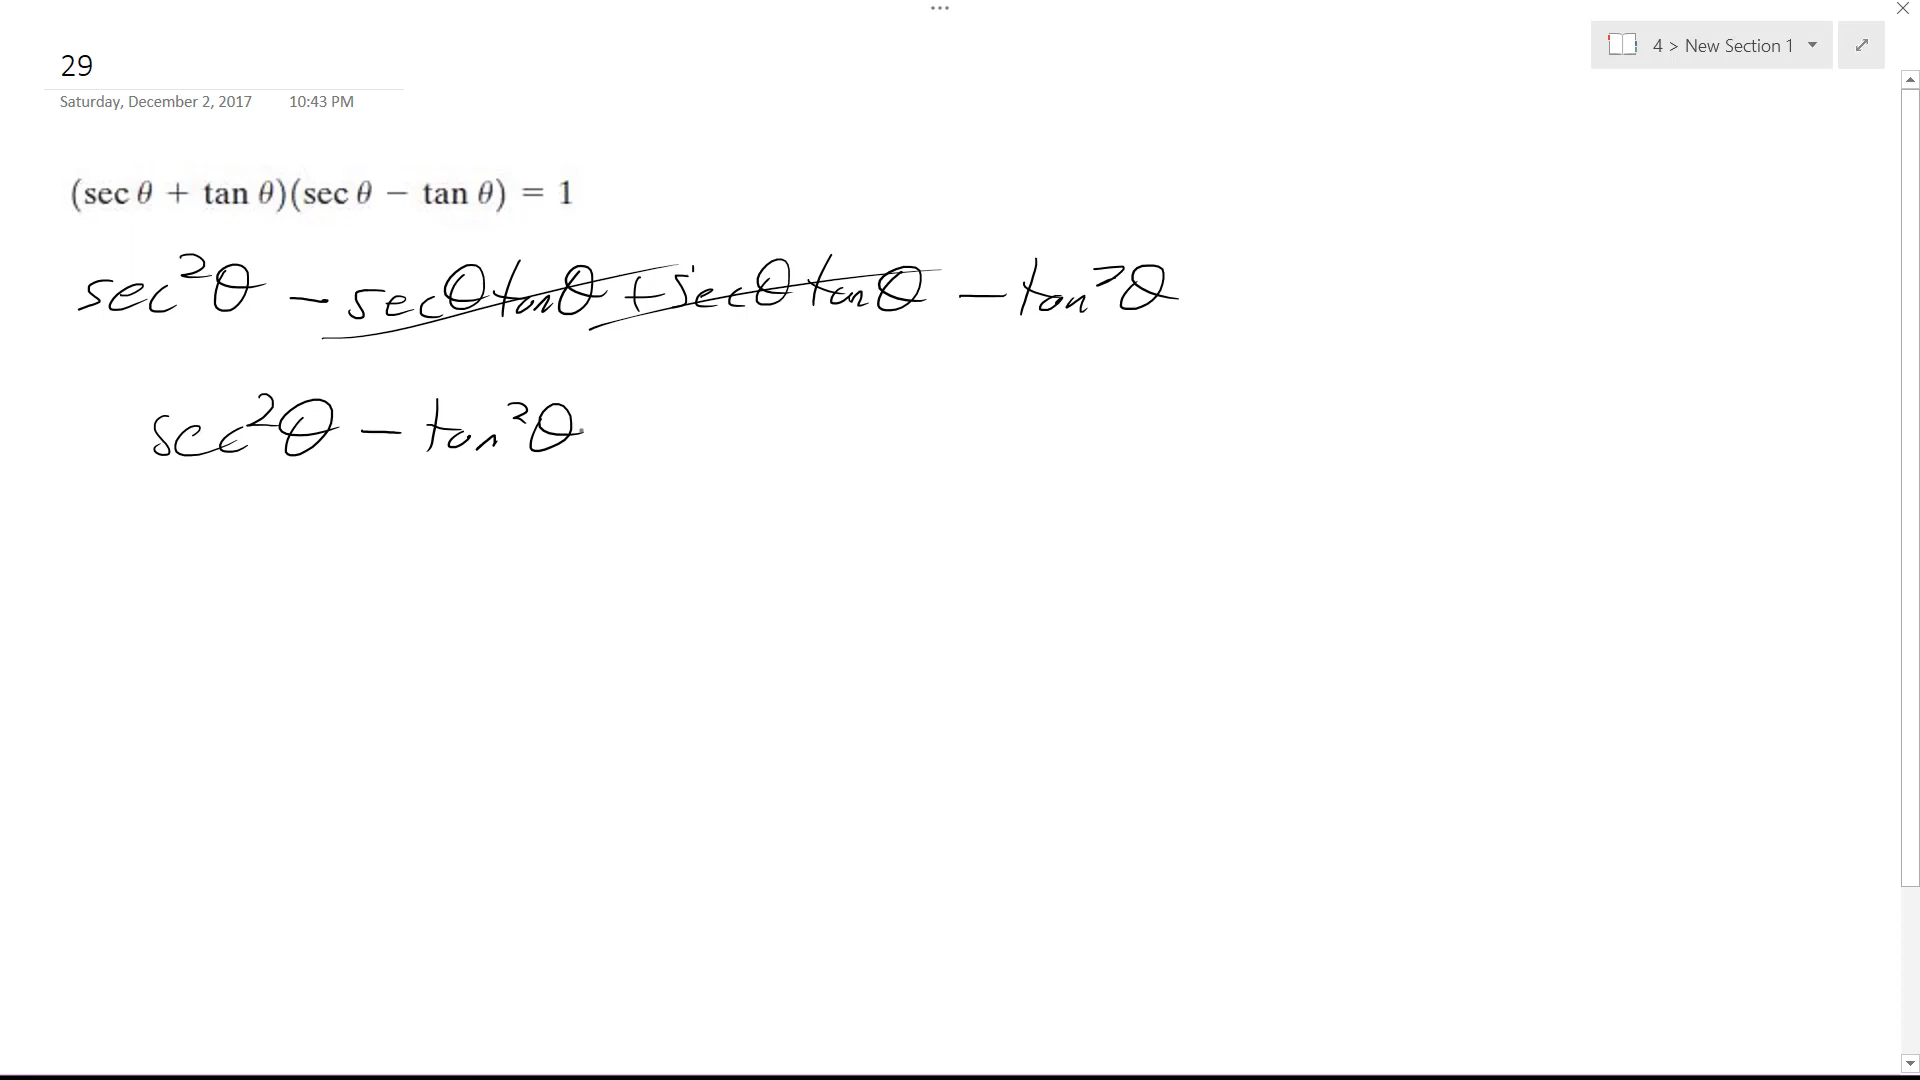 4 > New Section 1
29
Saturday, December 2, 2017 10:43 PM
(sec θ + tan θ)(sec θ − tan θ) = 1
sec²θ − secθtanθ + secθtanθ − tan²θ
sec²θ − tan²θ